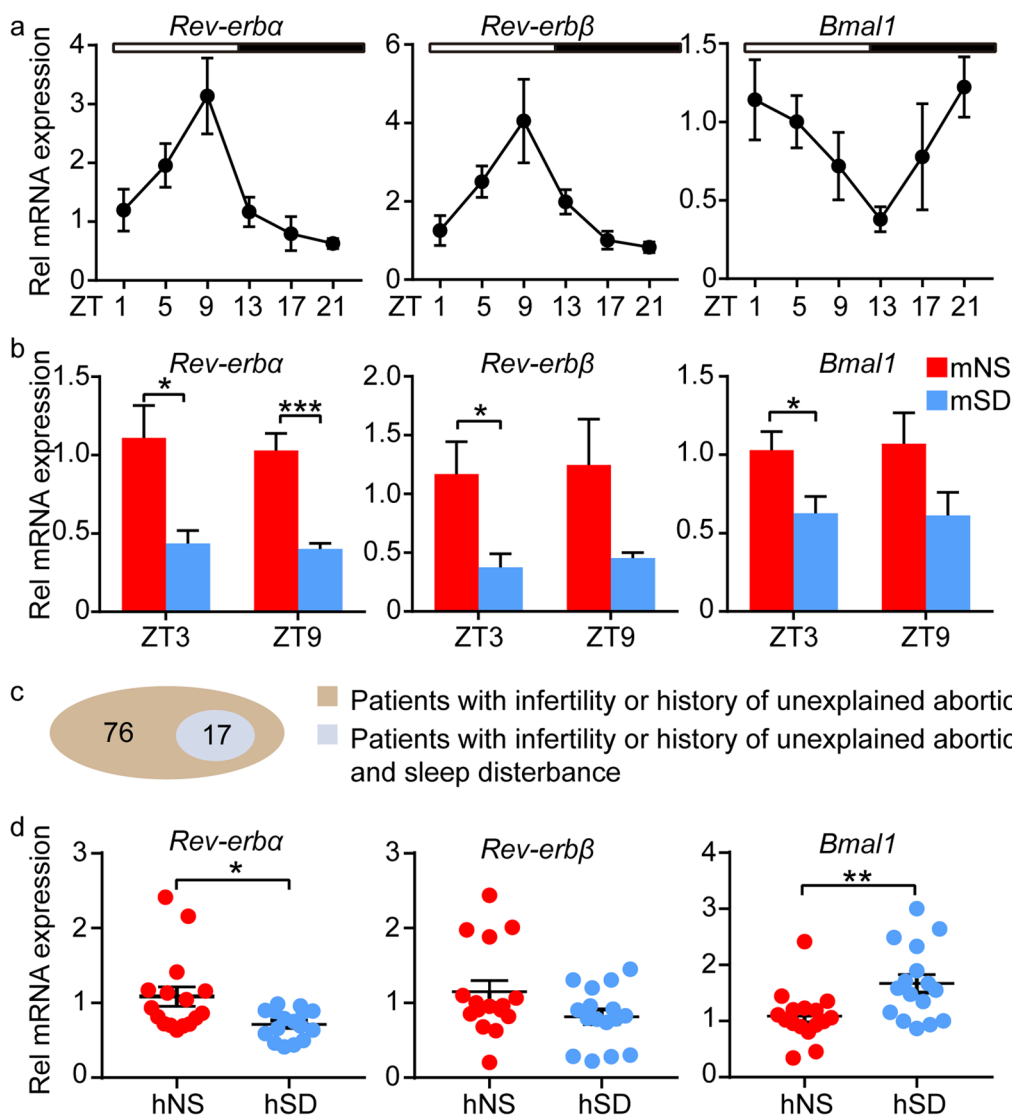 a
Rev-erbα
Rev-erbβ
Bmal1
Rel mRNA expression
4
3
2
1
0
6
4
2
0
1.5
1.0
0.5
0
ZT 1 5 9 13 17 21
ZT 1 5 9 13 17 21
ZT 1 5 9 13 17 21
b
Rev-erbα
Rev-erbβ
Bmal1
mNS
mSD
Rel mRNA expression
1.5
1.0
0.5
0
2.0
1.5
1.0
0.5
0
1.5
1.0
0.5
0
*
***
*
*
ZT3 ZT9
ZT3 ZT9
ZT3 ZT9
c
76
17
Patients with infertility or history of unexplained abortio
Patients with infertility or history of unexplained abortio
and sleep disterbance
d
Rev-erbα
Rev-erbβ
Bmal1
Rel mRNA expression
3
2
1
0
3
2
1
0
4
3
2
1
0
*
**
hNS hSD
hNS hSD
hNS hSD